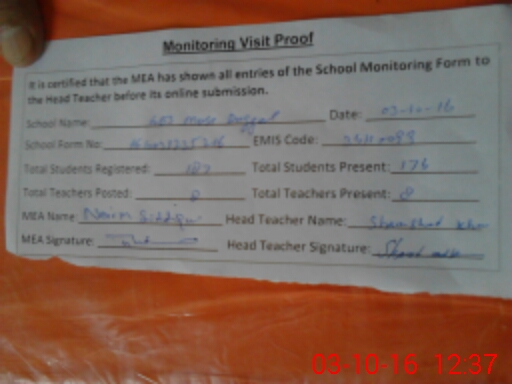 Monitoring Visit Proof
It is certified that the MEA has shown all entries of the School Monitoring Form to
the Head Teacher before its online submission.
School Name: Date: 03-10-16
School Form No: EMIS Code:
Total Students Registered: 187 Total Students Present: 176
Total Teachers Posted: 8 Total Teachers Present: 8
MEA Name: Head Teacher Name:
MEA Signature: Head Teacher Signature:
03-10-16 12:37